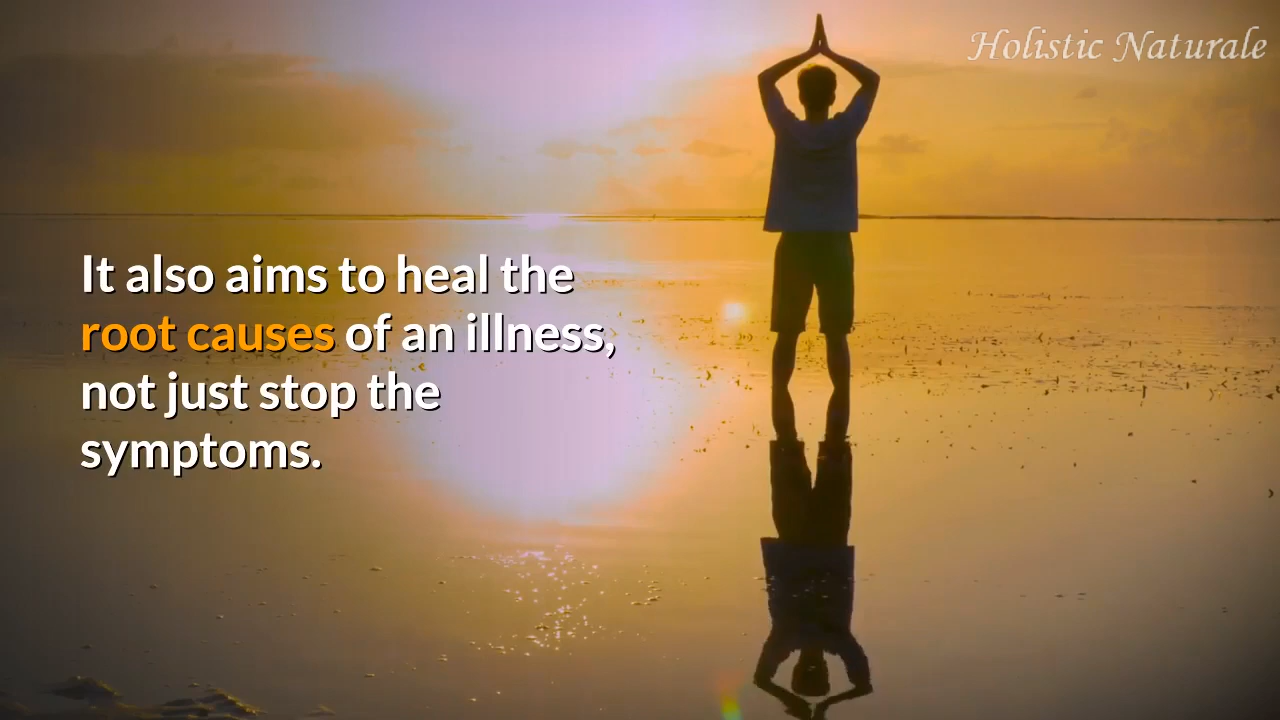 Holistic Naturale
It also aims to heal the
root causes of an illness,
not just stop the
symptoms.